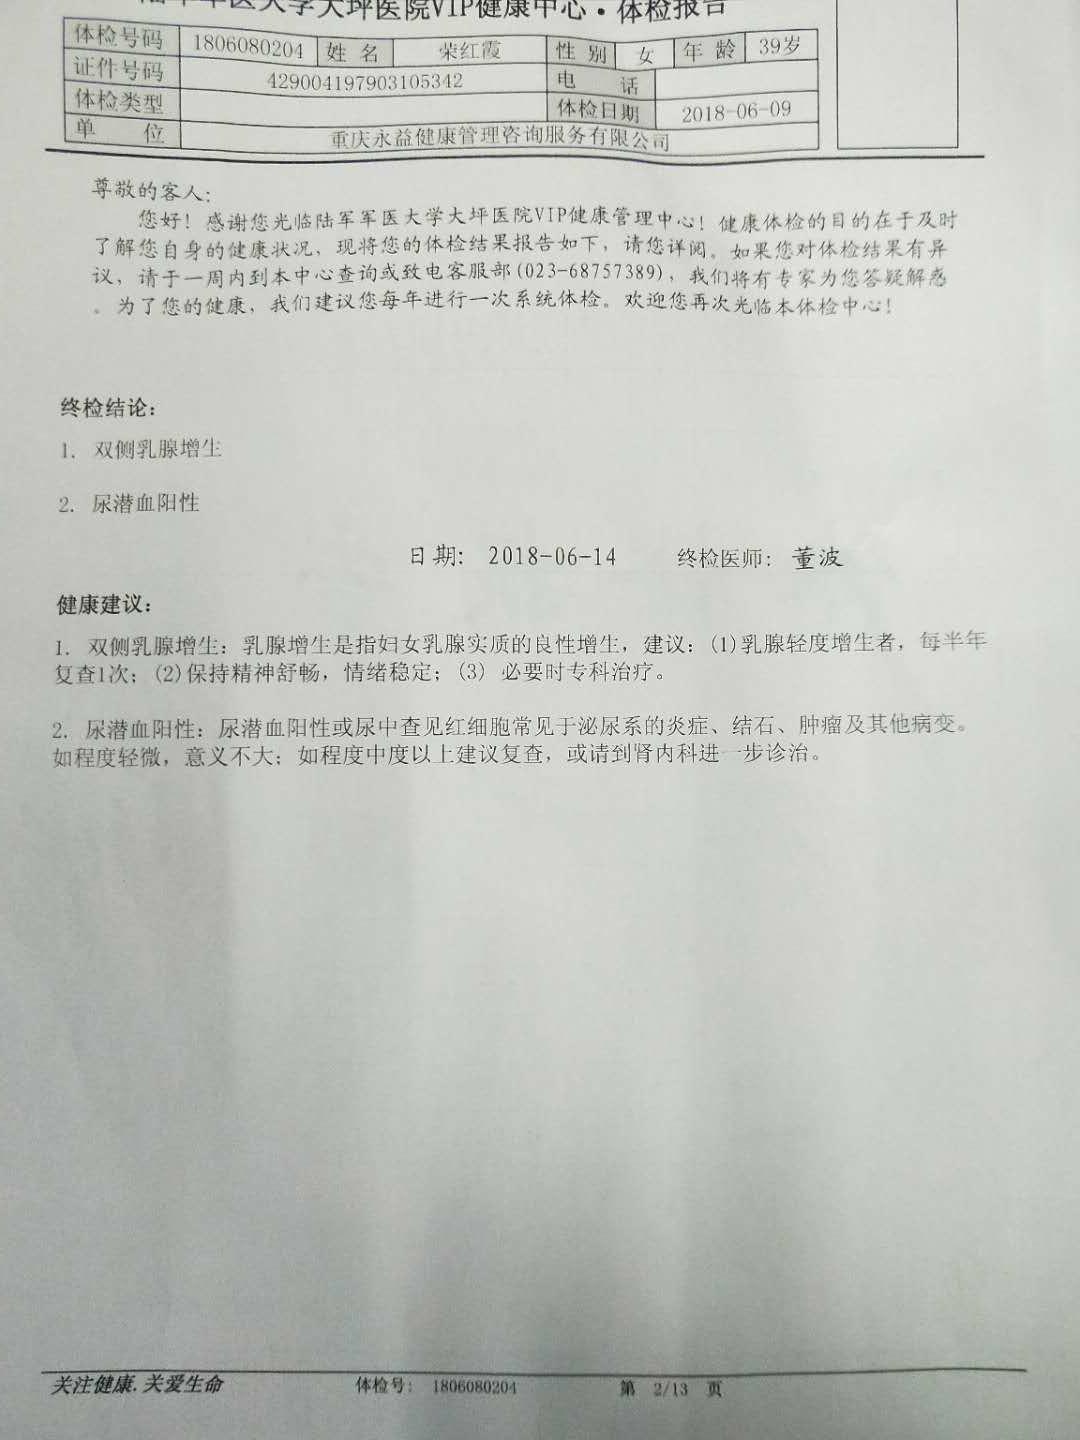 陆军军医大学大坪医院VIP健康中心·体检报告
体检号码 1806080204 姓名 荣红霞 性别 女 年龄 39岁
证件号码 429004197903105342 电话
体检类型 体检日期 2018-06-09
单位 重庆永益健康管理咨询服务有限公司
尊敬的客人：
您好！感谢您光临陆军军医大学大坪医院VIP健康管理中心！健康体检的目的在于及时
了解您自身的健康状况，现将您的体检结果报告如下，请您详阅。如果您对体检结果有异
议，请于一周内到本中心查询或致电客服部(023-68757389)，我们将有专家为您答疑解惑
。为了您的健康，我们建议您每年进行一次系统体检。欢迎您再次光临本体检中心！
终检结论：
1. 双侧乳腺增生
2. 尿潜血阳性
日期： 2018-06-14 终检医师： 董波
健康建议：
1. 双侧乳腺增生：乳腺增生是指妇女乳腺实质的良性增生，建议：(1)乳腺轻度增生者，每半年
复查1次；(2)保持精神舒畅，情绪稳定；(3) 必要时专科治疗。
2. 尿潜血阳性：尿潜血阳性或尿中查见红细胞常见于泌尿系的炎症、结石、肿瘤及其他病变。
如程度轻微，意义不大；如程度中度以上建议复查，或请到肾内科进一步诊治。
关注健康.关爱生命 体检号： 1806080204 第 2/13 页